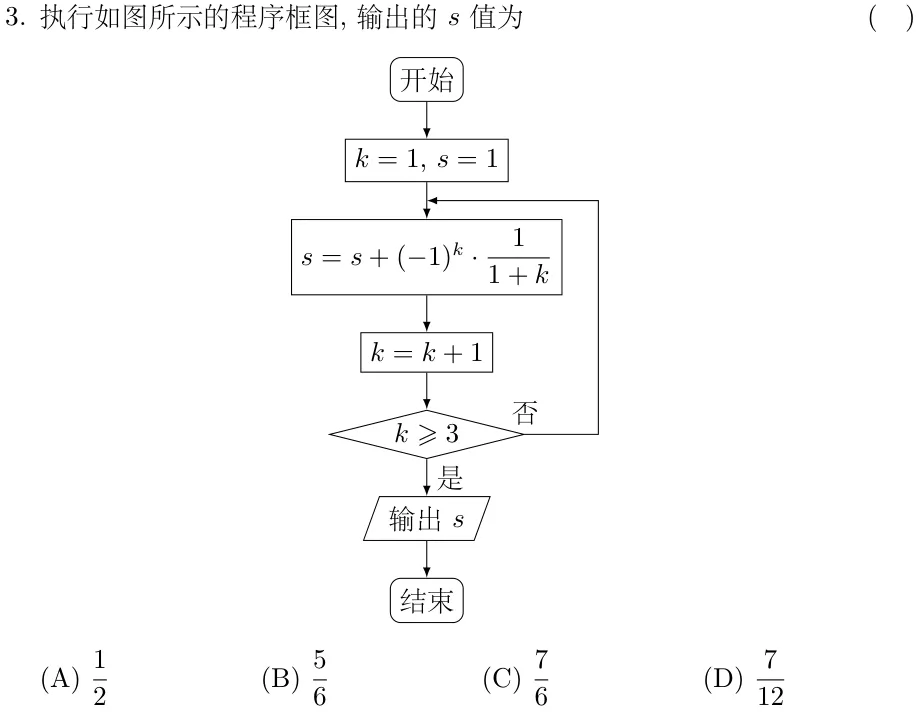 3. 执行如图所示的程序框图, 输出的 s 值为 (　)
开始
k = 1, s = 1
s = s + (−1)^k · 1/(1 + k)
k = k + 1
k ⩾ 3
否
是
输出 s
结束
(A) 1/2 (B) 5/6 (C) 7/6 (D) 7/12